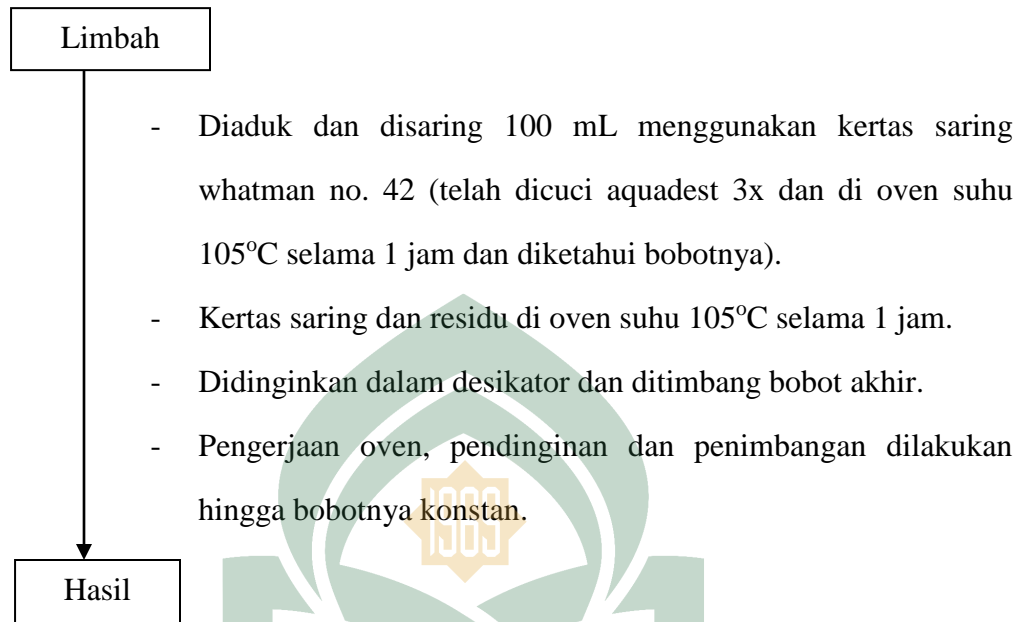 Limbah
- Diaduk dan disaring 100 mL menggunakan kertas saring
whatman no. 42 (telah dicuci aquadest 3x dan di oven suhu
105°C selama 1 jam dan diketahui bobotnya).
- Kertas saring dan residu di oven suhu 105°C selama 1 jam.
- Didinginkan dalam desikator dan ditimbang bobot akhir.
- Pengerjaan oven, pendinginan dan penimbangan dilakukan
hingga bobotnya konstan.
1989
Hasil